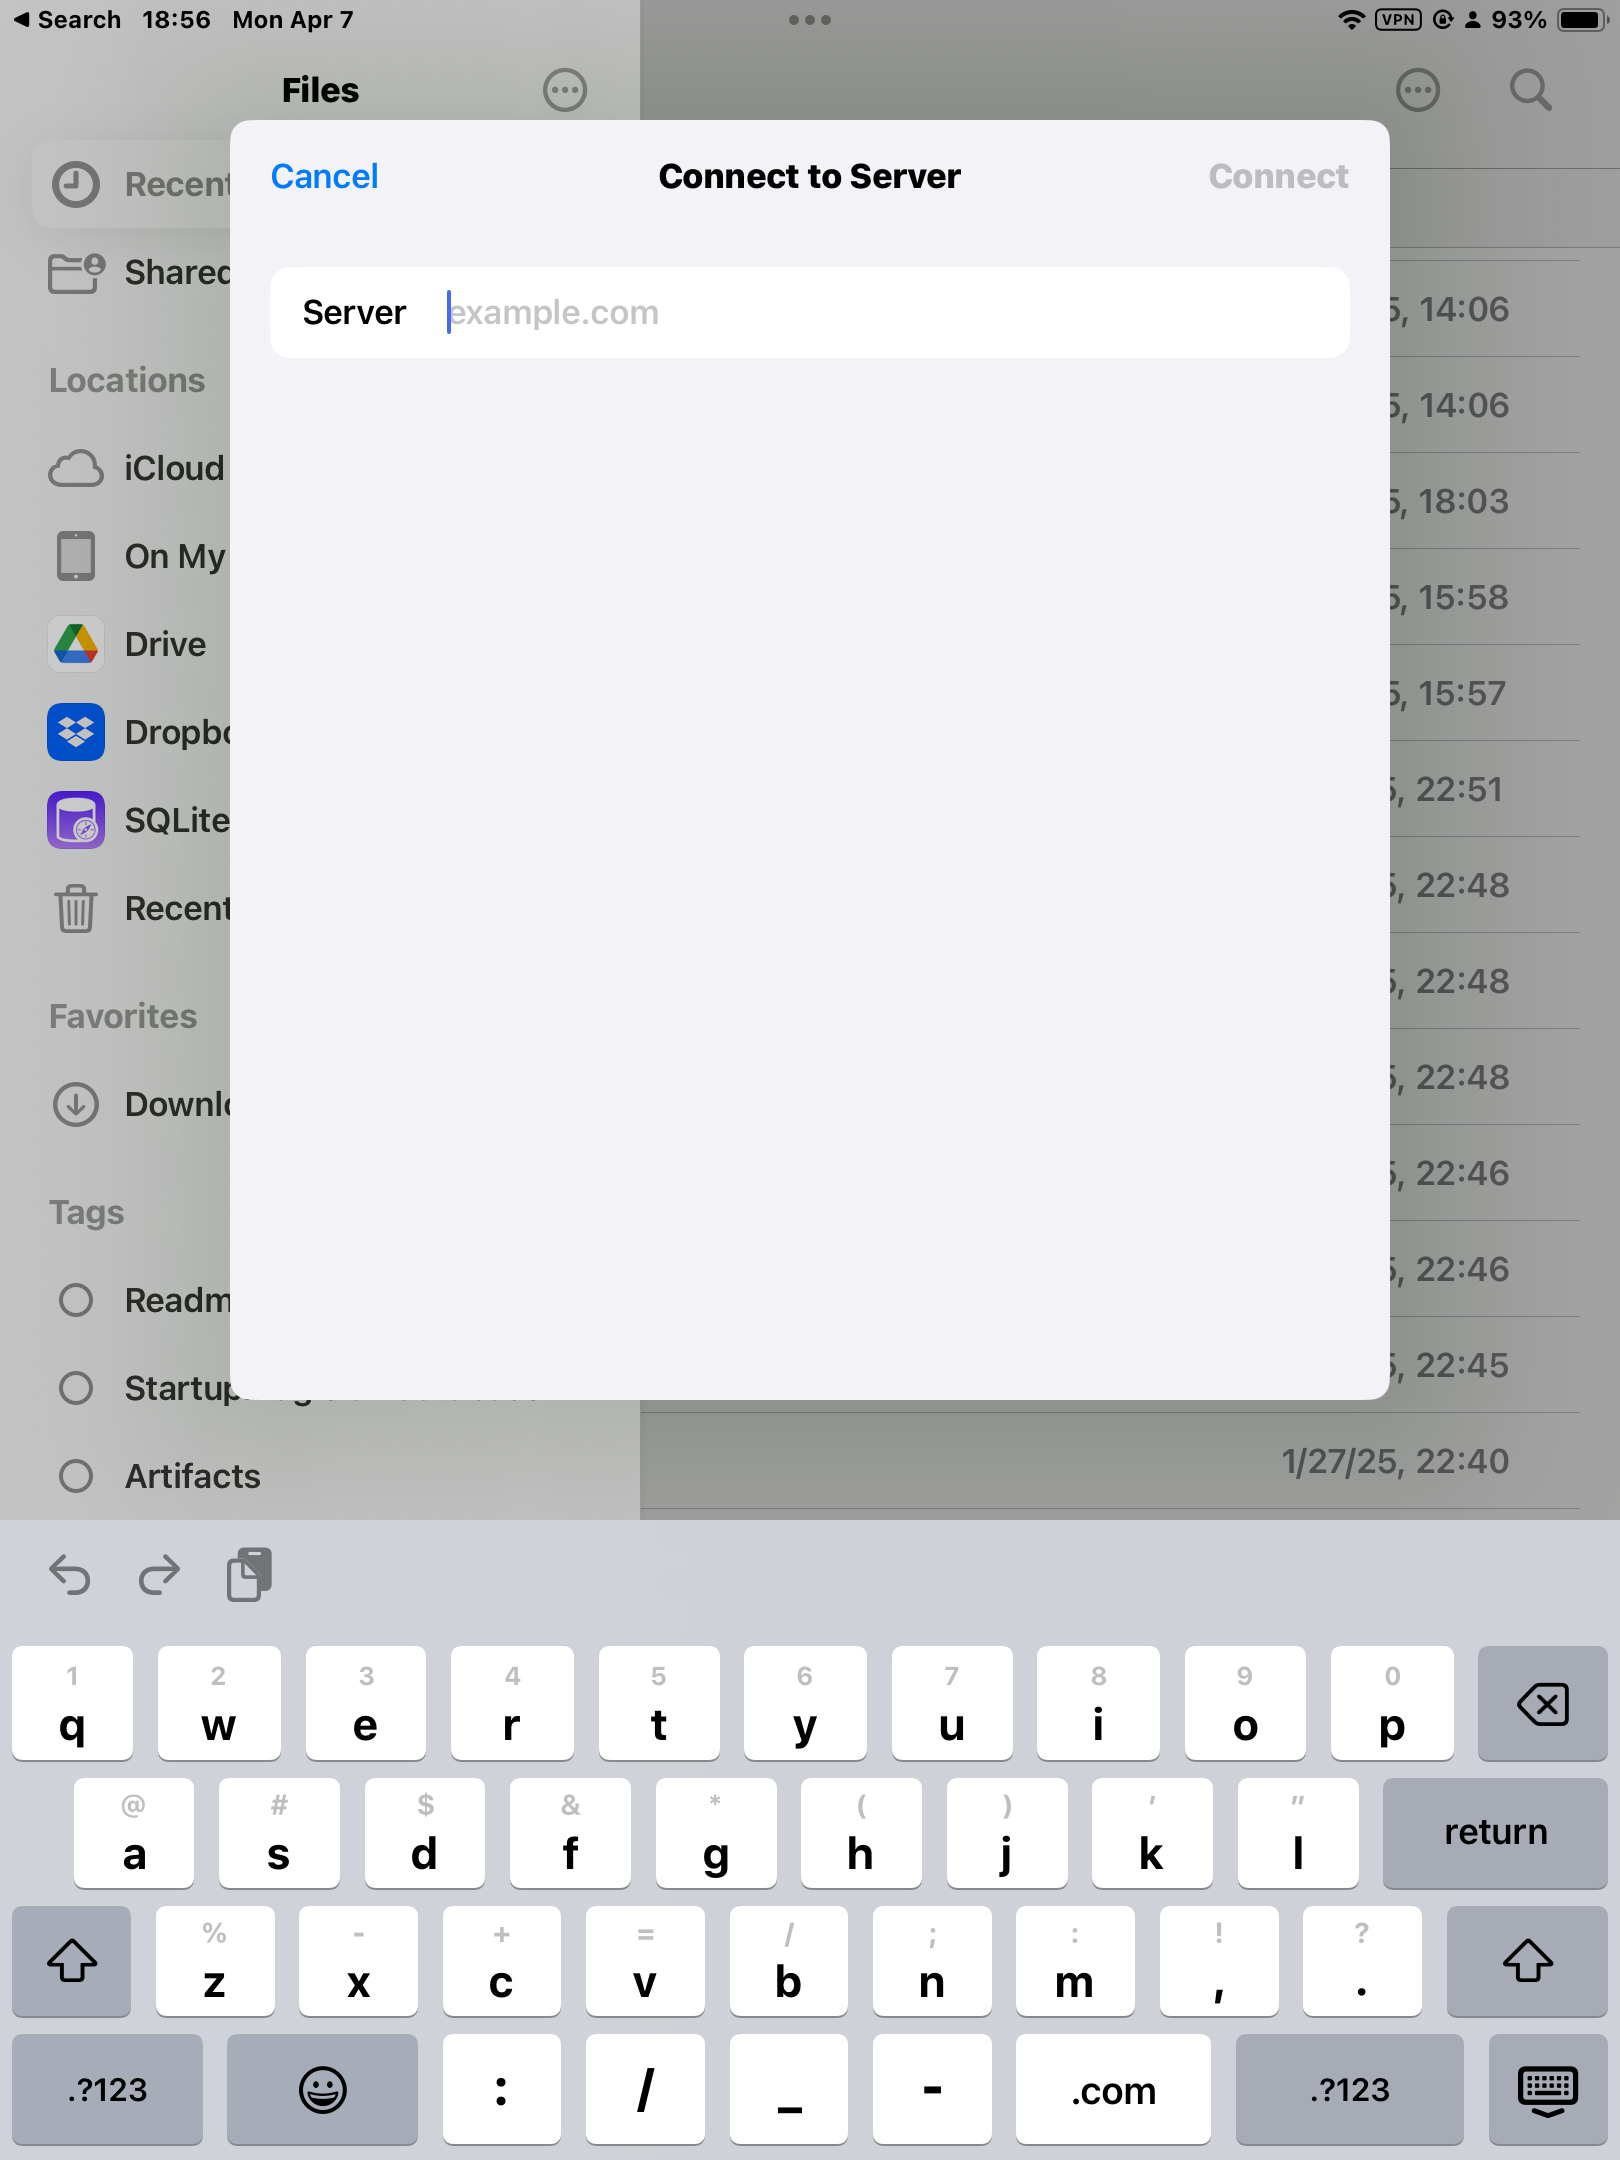 Search 18:56 Mon Apr 7
VPN 93%
Files
Cancel Connect to Server Connect
Recent
Shared
Server example.com
Locations
iCloud
On My
Drive
Dropbo
SQLite
Recent
Favorites
Downlo
Tags
Readm
Startup
Artifacts
5, 14:06
5, 14:06
5, 18:03
5, 15:58
5, 15:57
5, 22:51
5, 22:48
5, 22:48
5, 22:48
5, 22:46
5, 22:46
5, 22:45
1/27/25, 22:40
1 2 3 4 5 6 7 8 9 0
q w e r t y u i o p
@ # $ & * ( ) ' "
a s d f g h j k l return
% - + = / ; : ! ?
z x c v b n m , .
.?123 : / _ - .com .?123